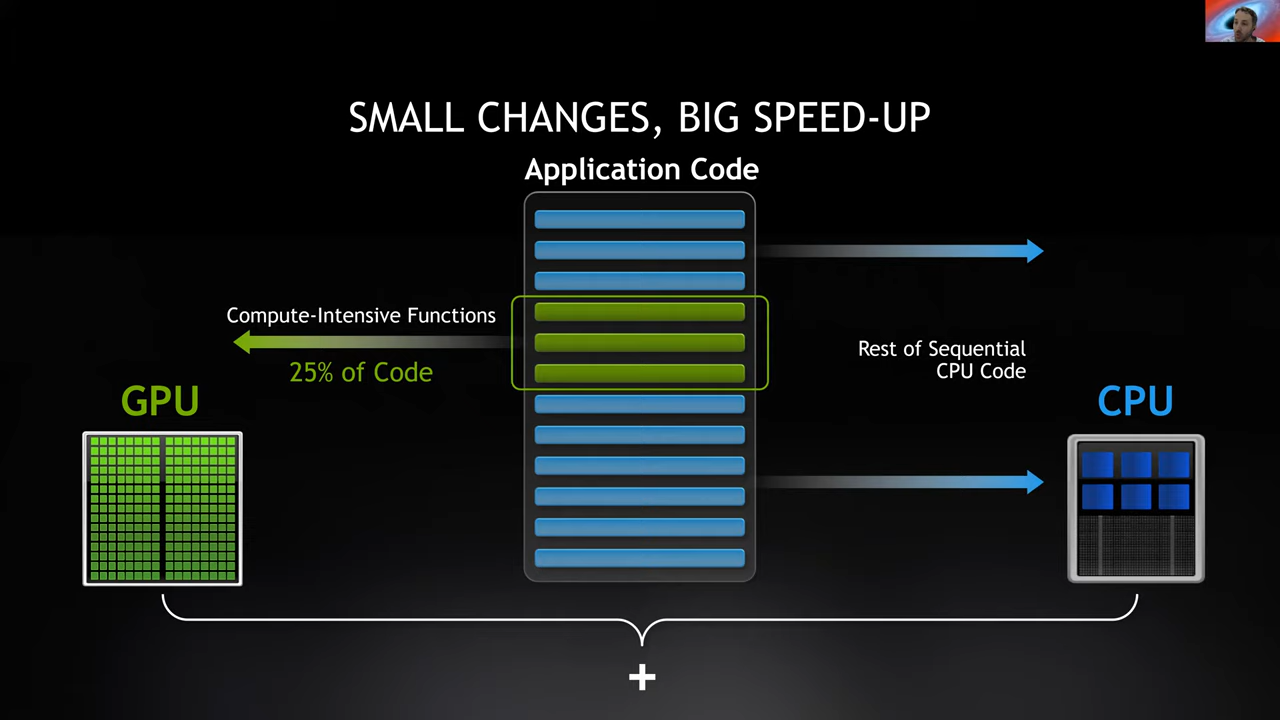 SMALL CHANGES, BIG SPEED-UP
Application Code
Compute-Intensive Functions
25% of Code
Rest of Sequential
CPU Code
GPU
CPU
+